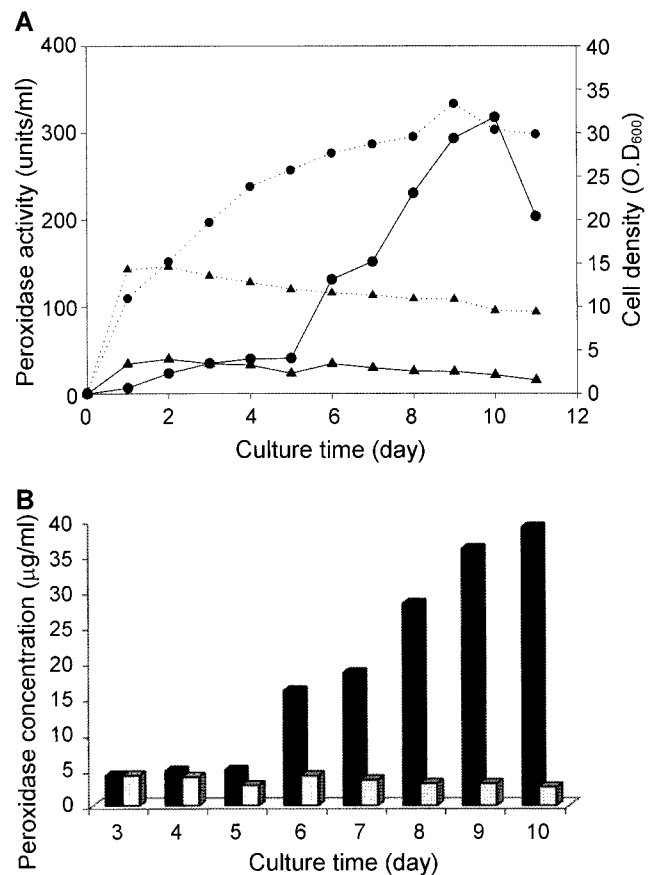 A
Peroxidase activity (units/ml)
400
300
200
100
0
Cell density (O.D600)
40
35
30
25
20
15
10
5
0
0 2 4 6 8 10 12
Culture time (day)
B
Peroxidase concentration (μg/ml)
40
35
30
25
20
15
10
5
0
3 4 5 6 7 8 9 10
Culture time (day)